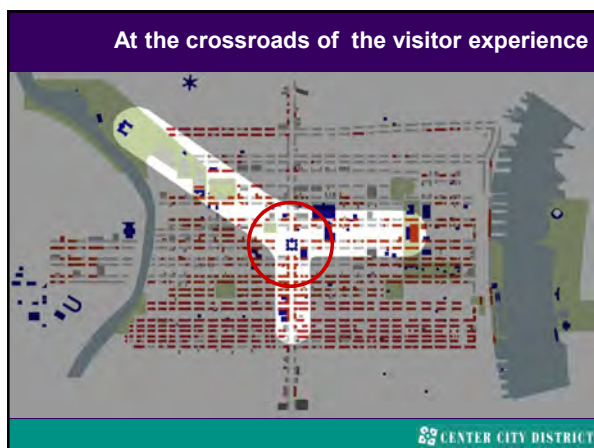 At the crossroads of the visitor experience
CENTER CITY DISTRICT